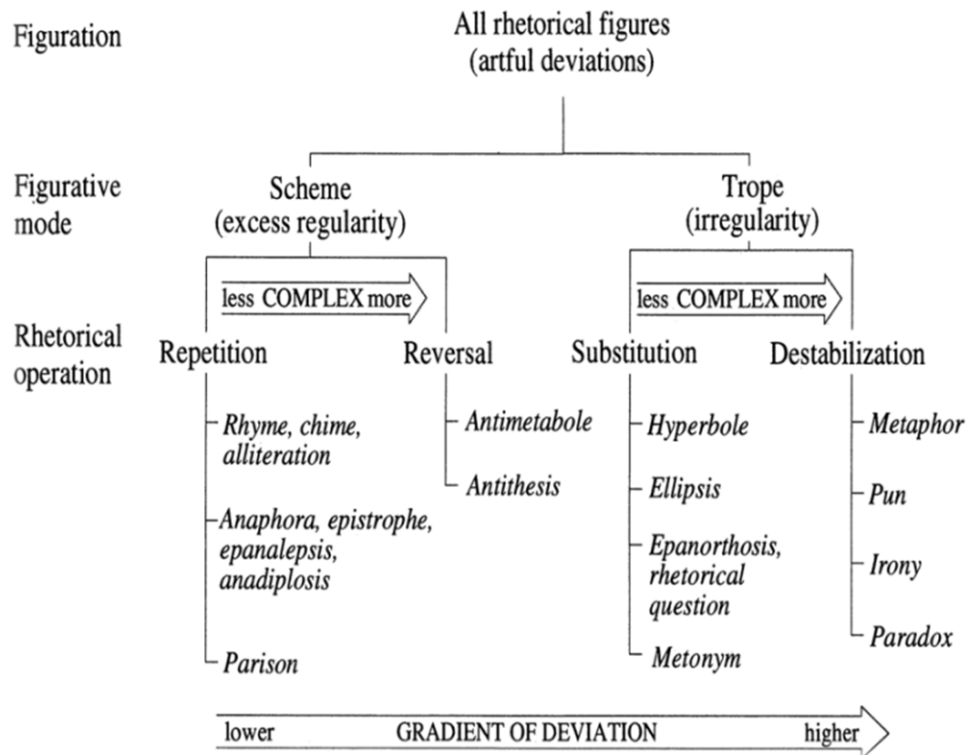 Figuration
All rhetorical figures
(artful deviations)
Figurative
mode
Scheme
(excess regularity)
Trope
(irregularity)
less COMPLEX more
less COMPLEX more
Rhetorical
operation
Repetition
Reversal
Substitution
Destabilization
Rhyme, chime,
alliteration
Anaphora, epistrophe,
epanalepsis,
anadiplosis
Parison
Antimetabole
Antithesis
Hyperbole
Ellipsis
Epanorthosis,
rhetorical
question
Metonym
Metaphor
Pun
Irony
Paradox
lower GRADIENT OF DEVIATION higher